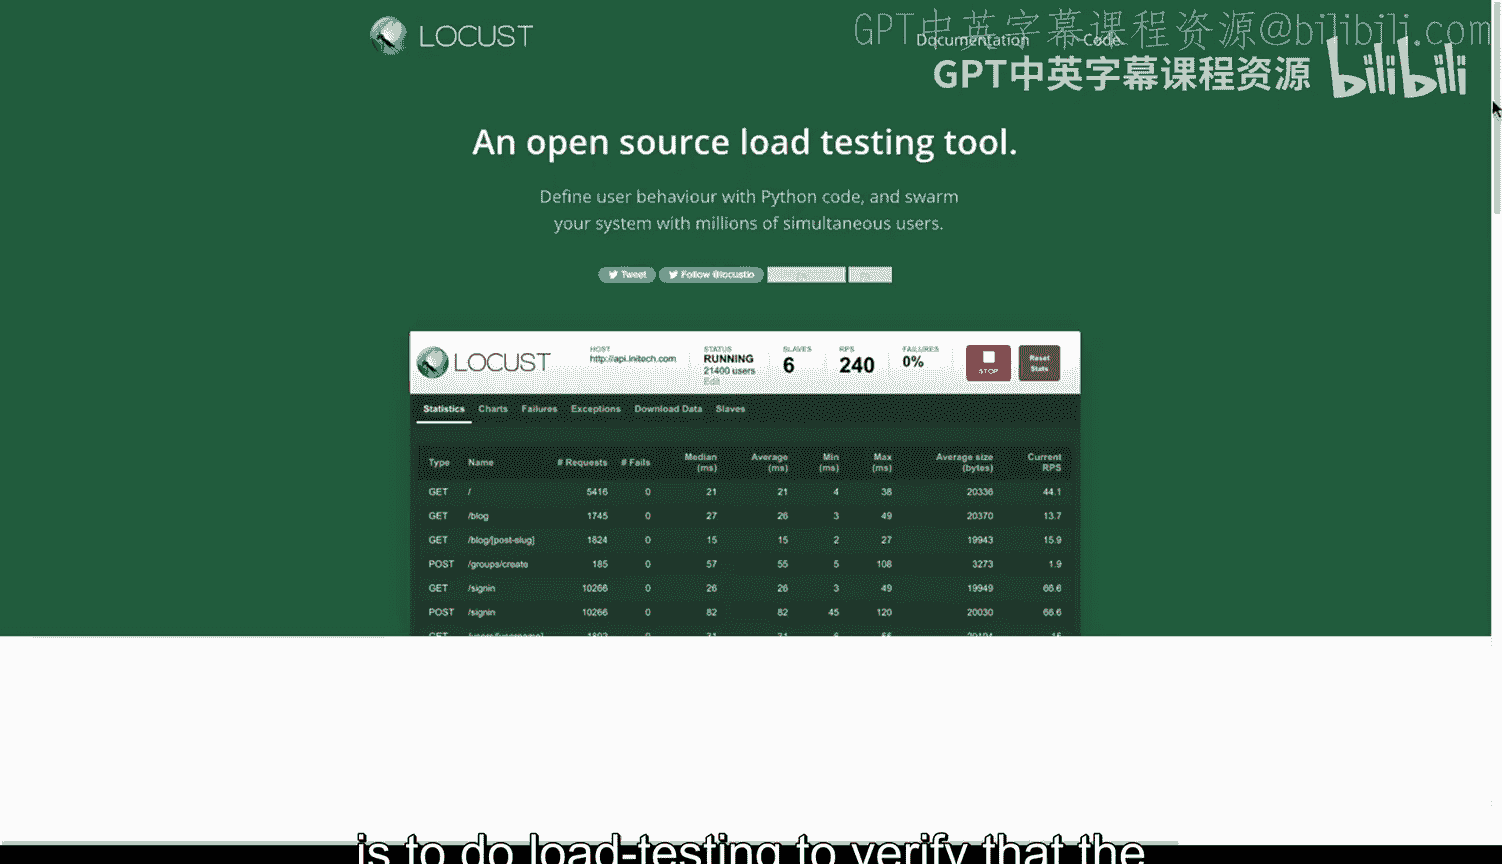 LOCUST
Documentation
Code
GPT中英字幕课程资源@bilibili.com
GPT中英字幕课程资源 bilibili
An open source load testing tool.
Define user behaviour with Python code, and swarm
your system with millions of simultaneous users.
Tweet Follow @locustio
LOCUST
HOST
http://api.initech.com
STATUS
RUNNING
21400 users
Edit
SLAVES
6
RPS
240
FAILURES
0%
STOP
Reset
Stats
Statistics Charts Failures Exceptions Download Data Slaves
Type Name # Requests # Fails Median (ms) Average (ms) Min (ms) Max (ms) Average size (bytes) Current RPS
GET / 5416 0 21 21 4 38 20336 44.1
GET /blog 1745 0 27 26 3 49 20370 13.7
GET /blog/[post-slug] 1824 0 15 15 2 27 19943 15.9
POST /groups/create 185 0 57 55 5 108 3273 1.9
GET /signin 10266 0 26 26 3 49 19949 66.6
POST /signin 10266 0 82 82 45 120 20030 66.6
is to do load-testing to verify that the